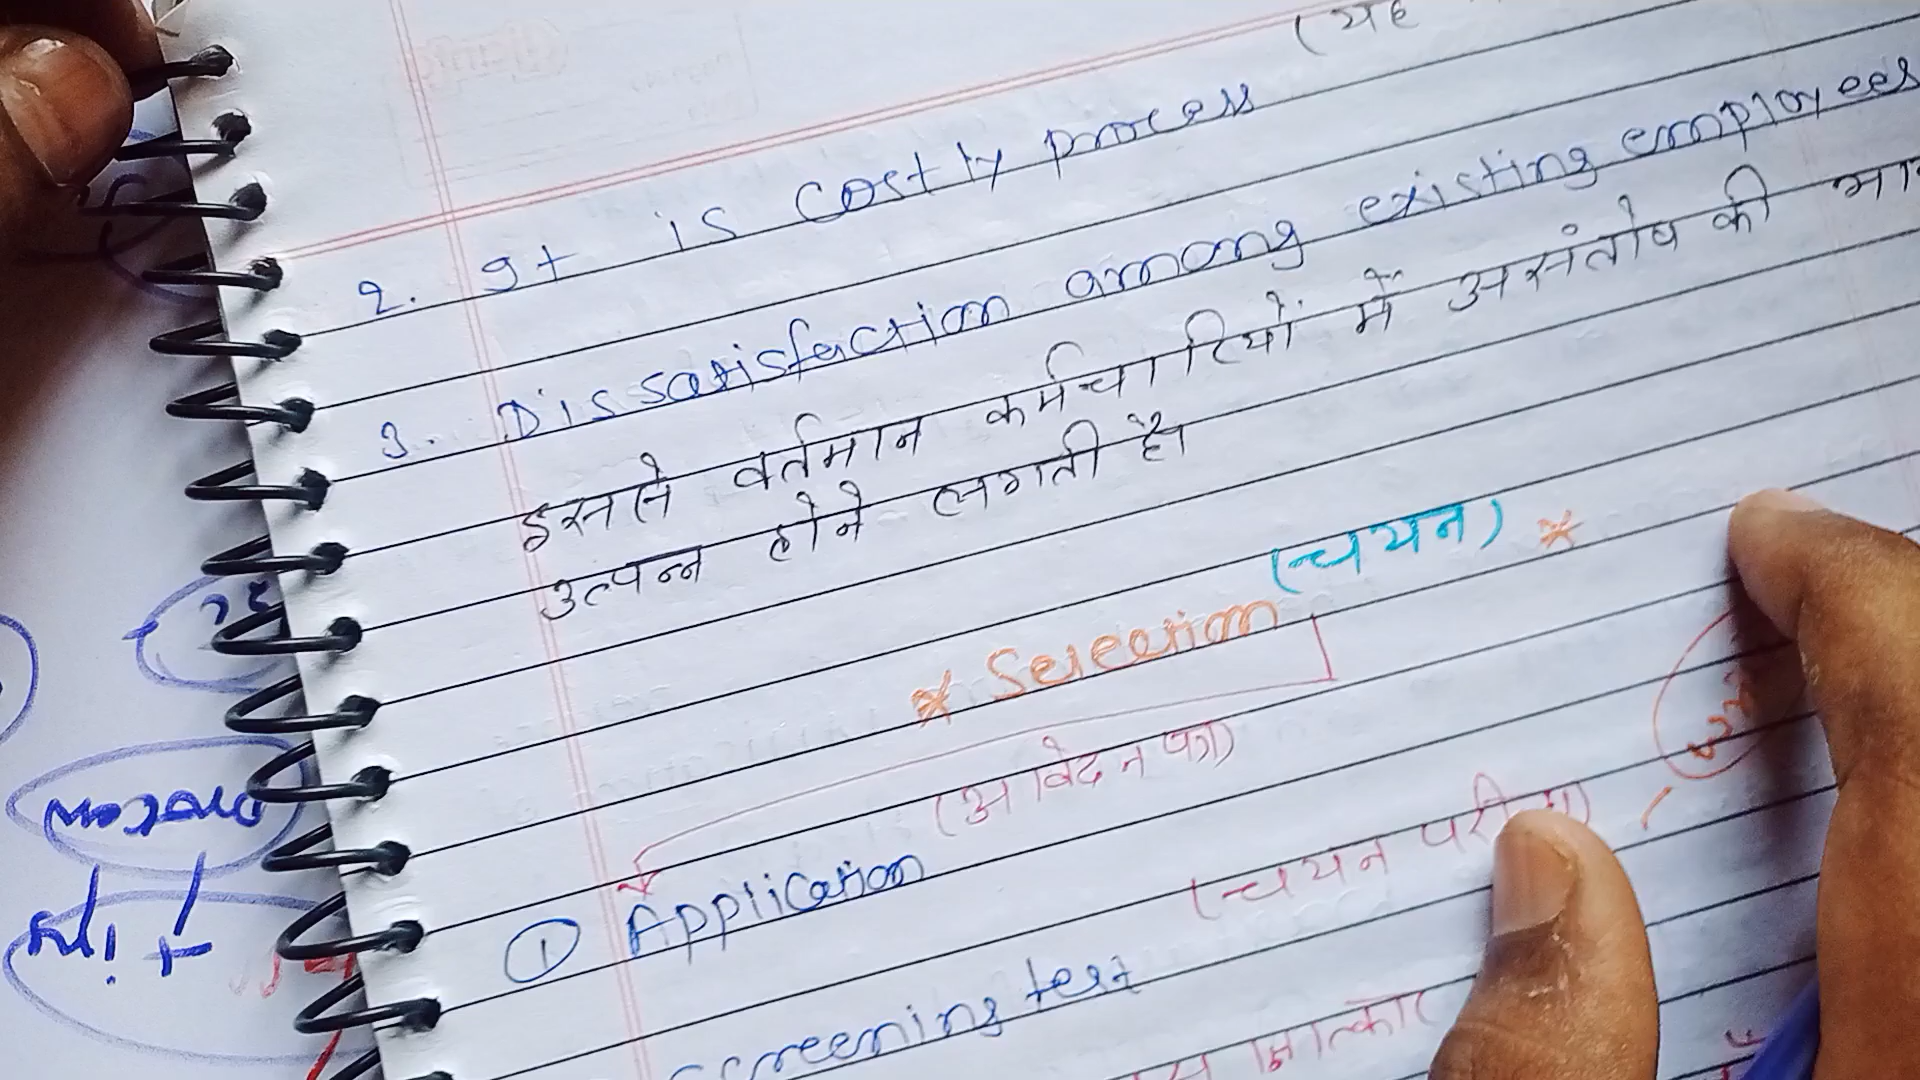 (यह
2. It is costly process
3. Dissatisfaction among existing employees
इससे वर्तमान कर्मचारियों में असंतोष की
उत्पन्न होने लगती है।
* Selection (चयन) *
(आवेदन पत्र)
① Application
(चयन परीक्षा)
screening test